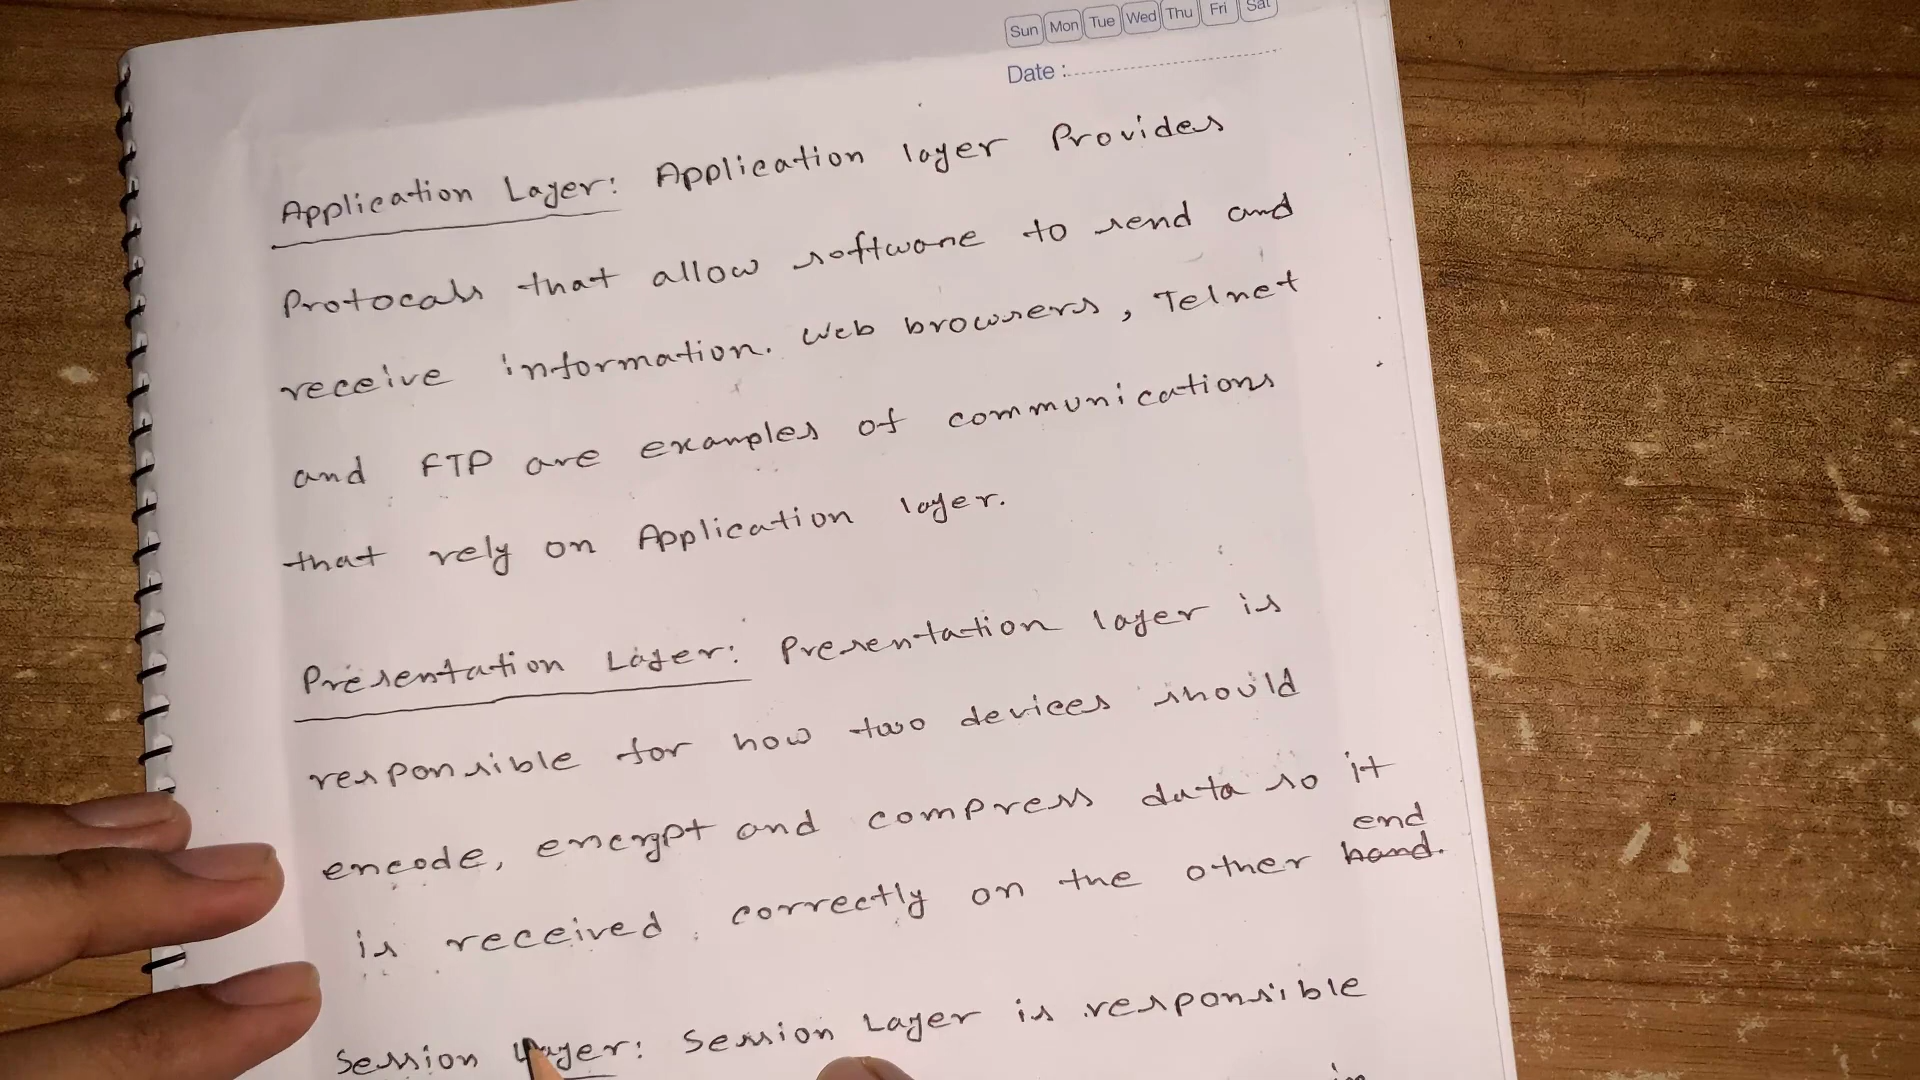 Sun Mon Tue Wed Thu Fri Sat
Date :
Application Layer: Application layer Provides
Protocals that allow software to send and
receive information. Web browsers, Telnet
and FTP are examples of communications
that rely on Application layer.
Presentation Layer: Presentation layer is
responsible for how two devices should
encode, encrypt and compress data so it
end
is received correctly on the other hand.
Session Layer: Session Layer is responsible
in